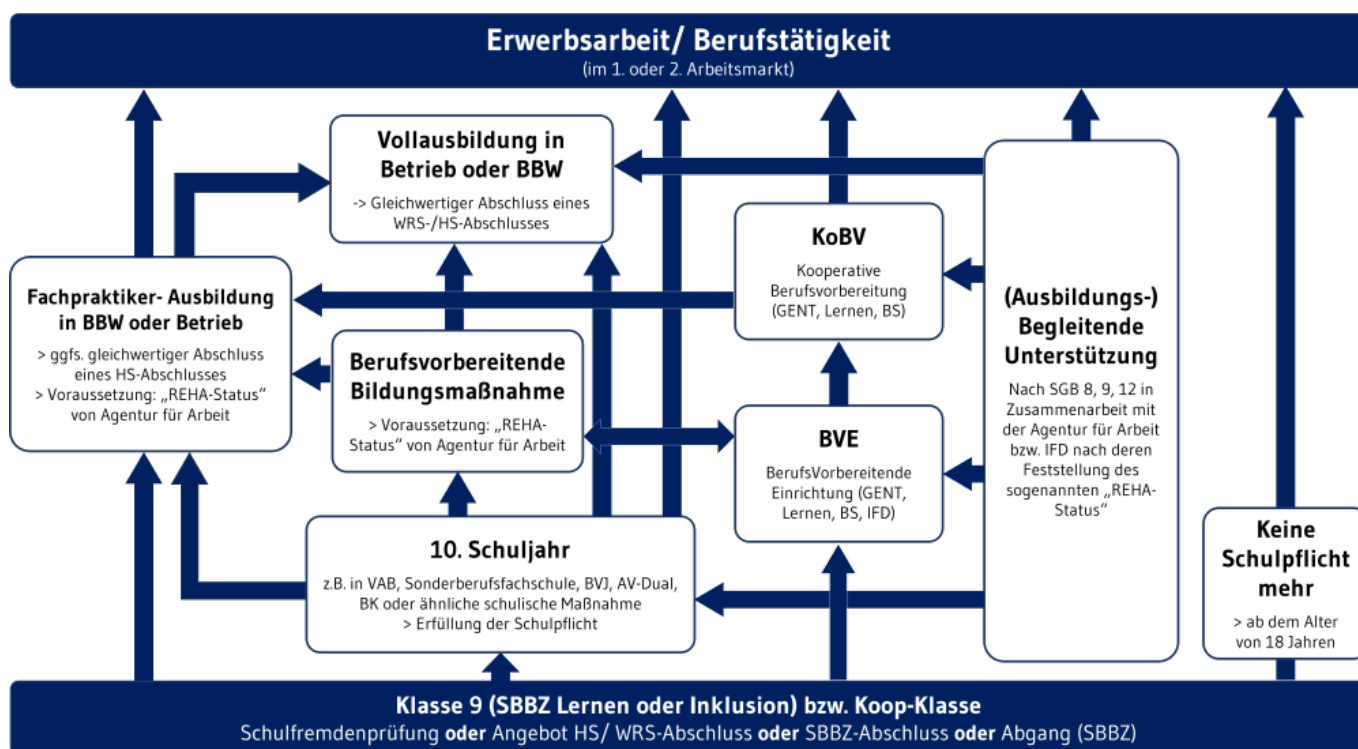 Erwerbsarbeit/ Berufstätigkeit
(im 1. oder 2. Arbeitsmarkt)
Vollausbildung in
Betrieb oder BBW
-> Gleichwertiger Abschluss eines
WRS-/HS-Abschlusses
KoBV
Kooperative
Berufsvorbereitung
(GENT, Lernen, BS)
(Ausbildungs-)
Begleitende
Unterstützung
Nach SGB 8, 9, 12 in
Zusammenarbeit mit
der Agentur für Arbeit
bzw. IFD nach deren
Feststellung des
sogenannten „REHA-
Status“
Fachpraktiker- Ausbildung
in BBW oder Betrieb
> ggfs. gleichwertiger Abschluss
eines HS-Abschlusses
> Voraussetzung: „REHA-Status“
von Agentur für Arbeit
Berufsvorbereitende
Bildungsmaßnahme
> Voraussetzung: „REHA-
Status“ von Agentur für Arbeit
BVE
BerufsVorbereitende
Einrichtung (GENT,
Lernen, BS, IFD)
10. Schuljahr
z.B. in VAB, Sonderberufsfachschule, BVJ, AV-Dual,
BK oder ähnliche schulische Maßnahme
> Erfüllung der Schulpflicht
Keine
Schulpflicht
mehr
> ab dem Alter
von 18 Jahren
Klasse 9 (SBBZ Lernen oder Inklusion) bzw. Koop-Klasse
Schulfremdenprüfung oder Angebot HS/ WRS-Abschluss oder SBBZ-Abschluss oder Abgang (SBBZ)